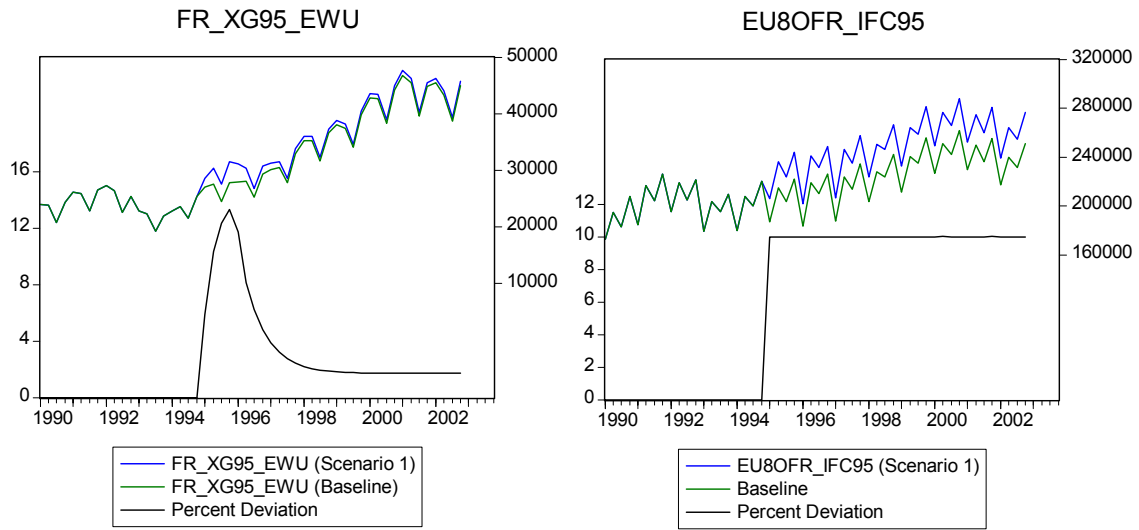 FR_XG95_EWU
50000
40000
30000
20000
10000
16
12
8
4
0
1990 1992 1994 1996 1998 2000 2002
FR_XG95_EWU (Scenario 1)
FR_XG95_EWU (Baseline)
Percent Deviation
EU8OFR_IFC95
320000
280000
240000
200000
160000
12
10
8
6
4
2
0
1990 1992 1994 1996 1998 2000 2002
EU8OFR_IFC95 (Scenario 1)
Baseline
Percent Deviation